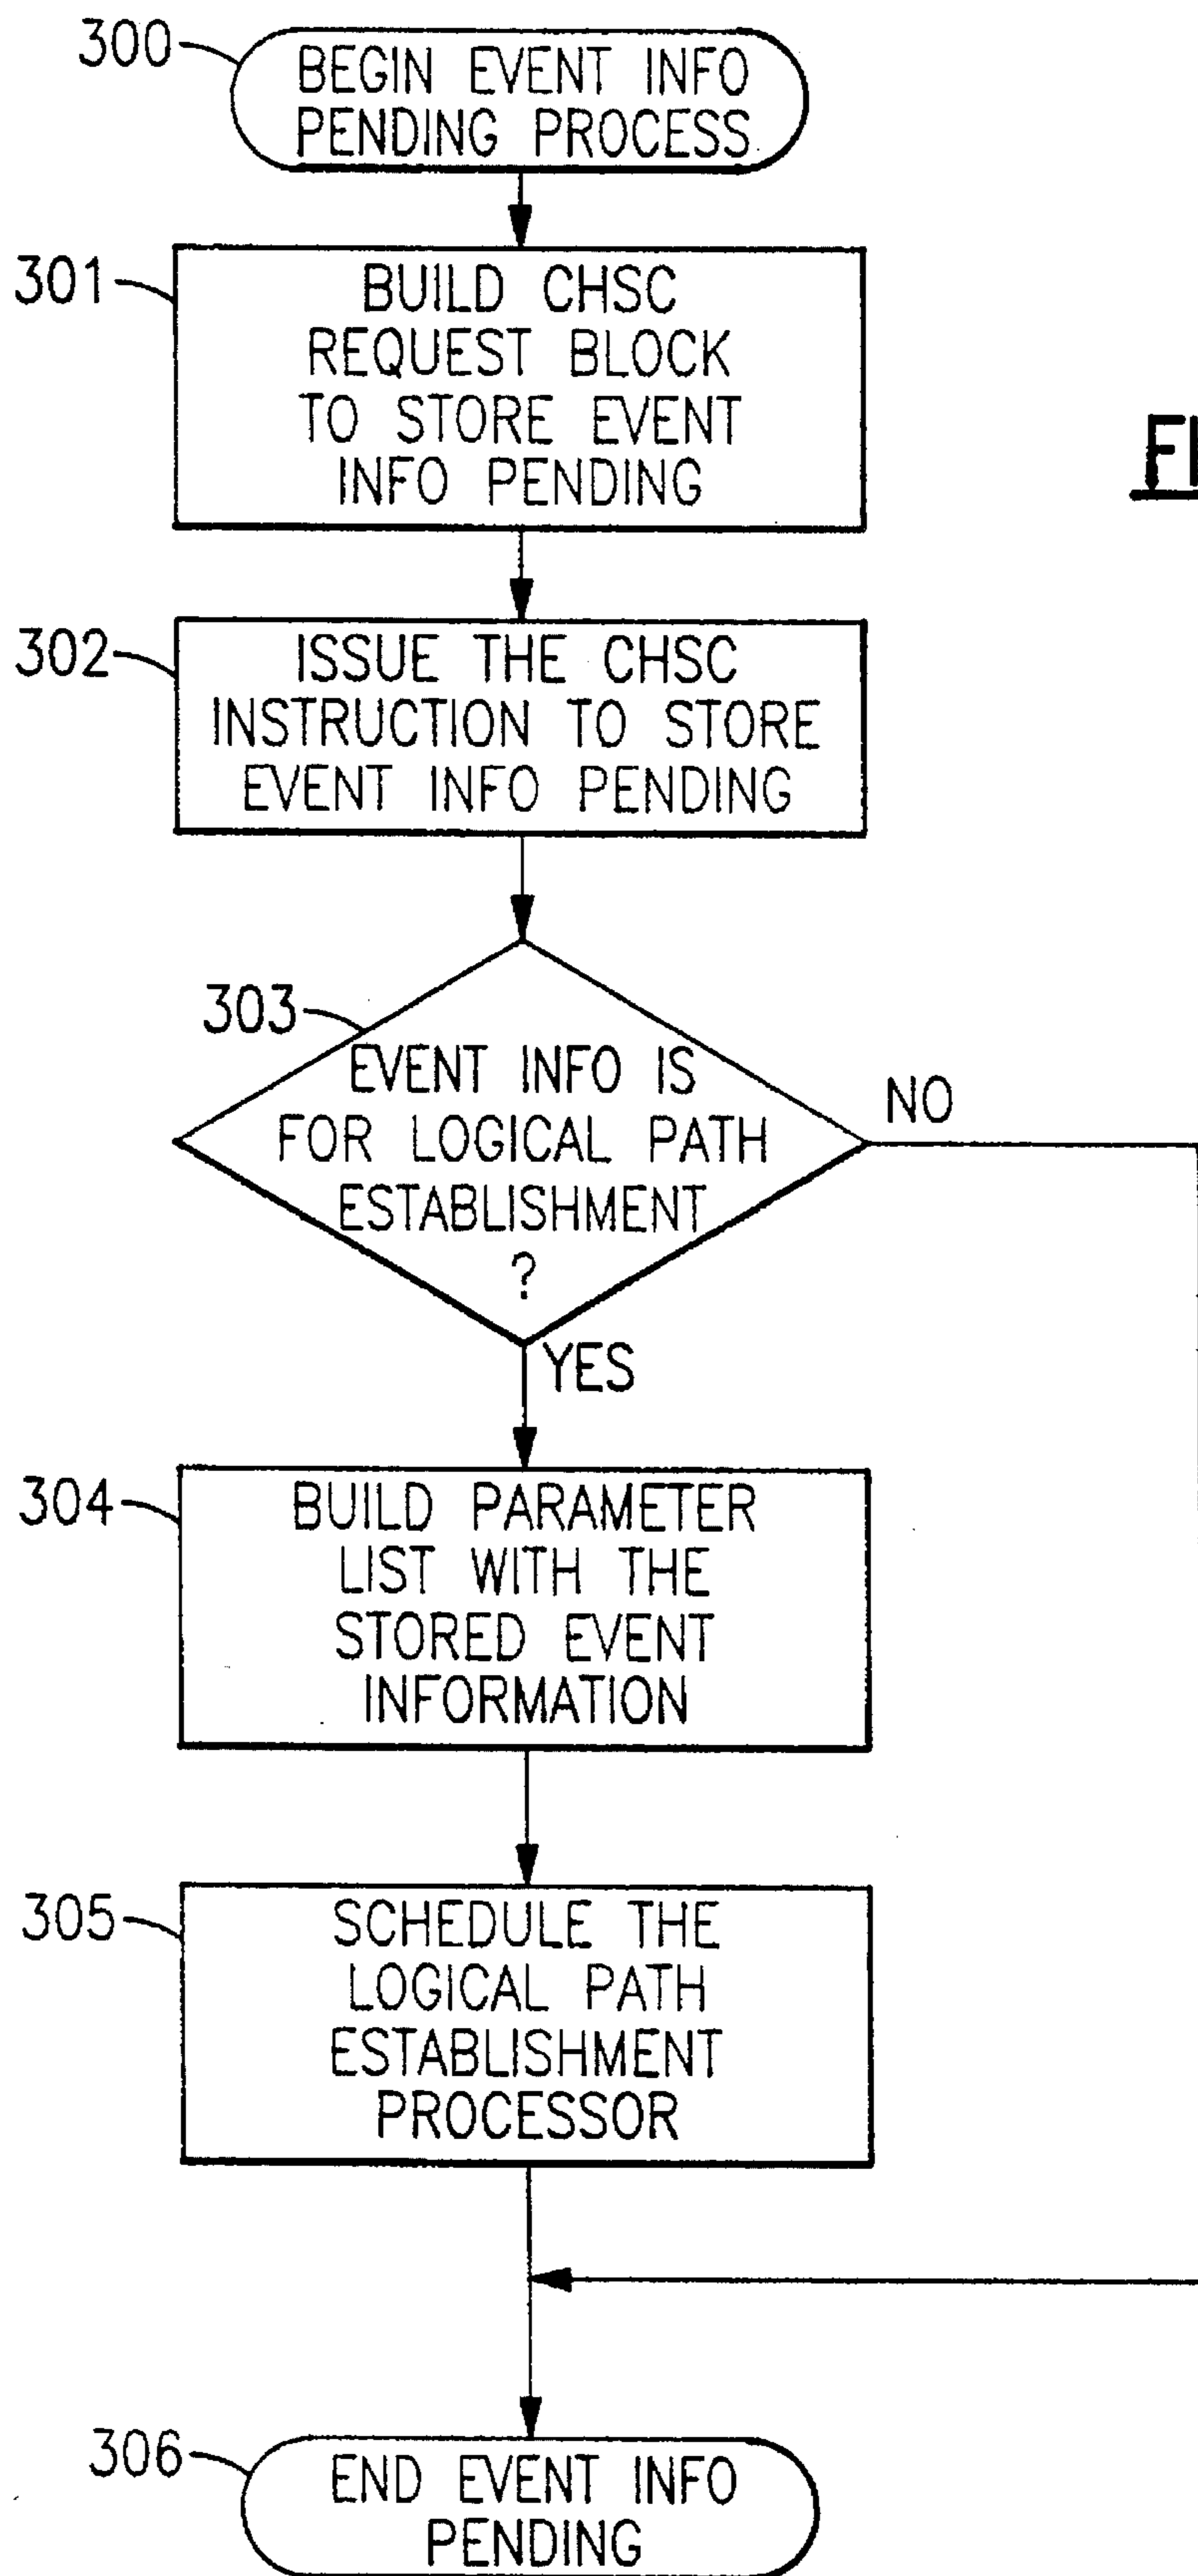 300
BEGIN EVENT INFO
PENDING PROCESS
301
BUILD CHSC
REQUEST BLOCK
TO STORE EVENT
INFO PENDING
302
ISSUE THE CHSC
INSTRUCTION TO STORE
EVENT INFO PENDING
303
EVENT INFO IS
FOR LOGICAL PATH
ESTABLISHMENT
?
NO
YES
304
BUILD PARAMETER
LIST WITH THE
STORED EVENT
INFORMATION
305
SCHEDULE THE
LOGICAL PATH
ESTABLISHMENT
PROCESSOR
306
END EVENT INFO
PENDING